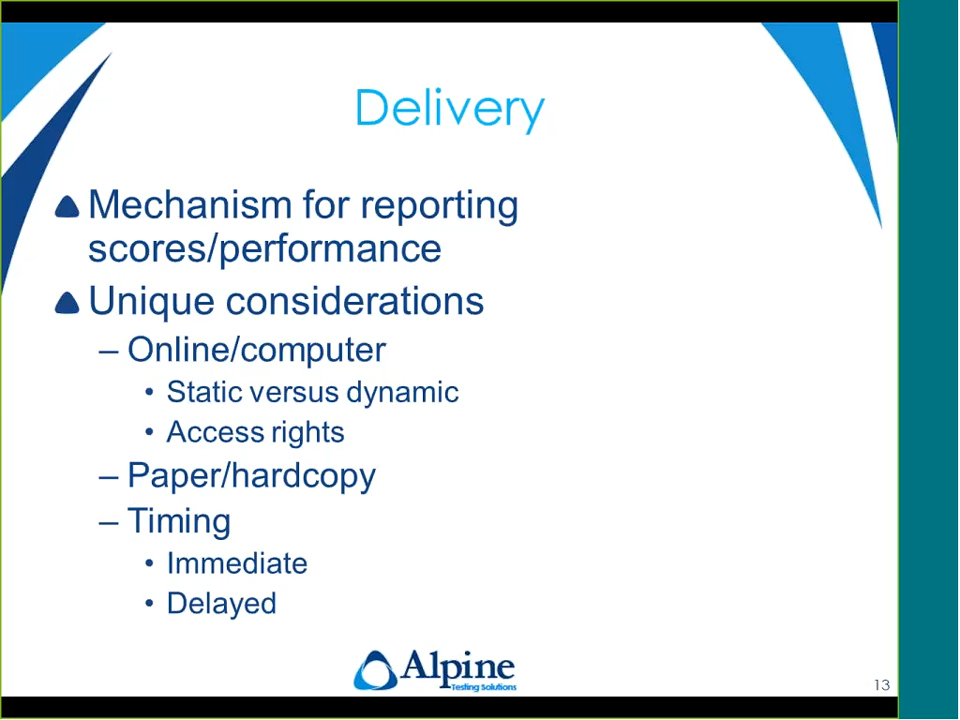 Delivery
Mechanism for reporting
scores/performance
Unique considerations
– Online/computer
• Static versus dynamic
• Access rights
– Paper/hardcopy
– Timing
• Immediate
• Delayed
Alpine
Testing Solutions
13